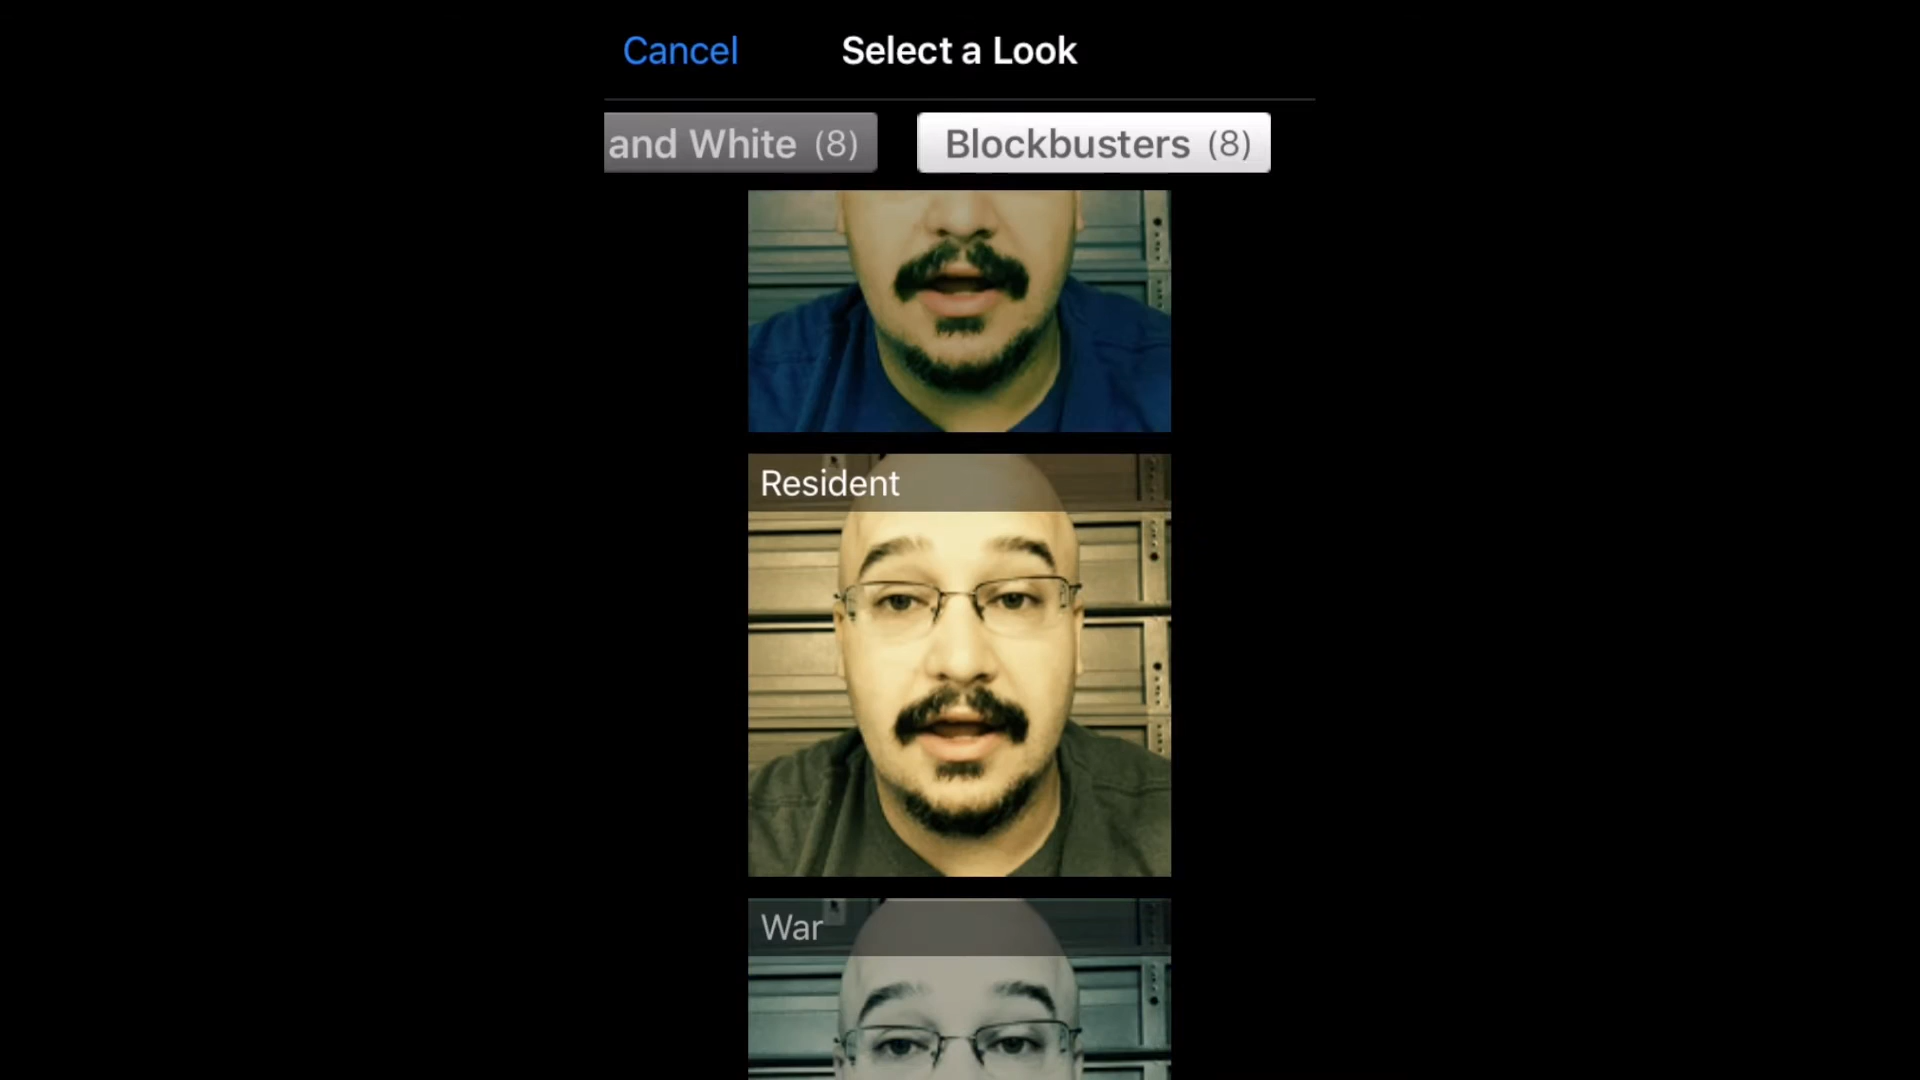 Cancel Select a Look
and White (8) Blockbusters (8)
Resident
War